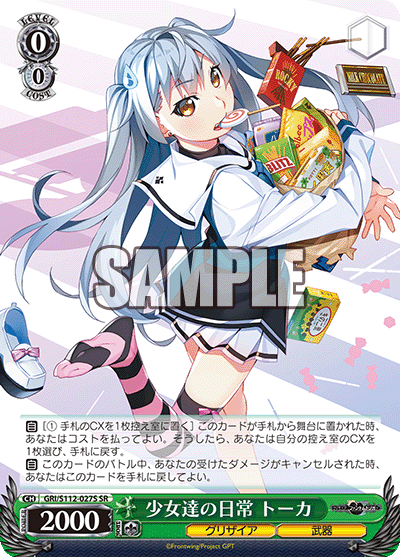 LEVEL
0
0
COST
ROCKY
MILK CHOCOLATE
BLITZ
SAMPLE
自 [① 手札のCXを1枚控え室に置く] このカードが手札から舞台に置かれた時、
あなたはコストを払ってよい。そうしたら、あなたは自分の控え室のCXを
1枚選び、手札に戻す。
自 このカードのバトル中、あなたの受けたダメージがキャンセルされた時、
あなたはこのカードを手札に戻してよい。
CH GRI/S112-027S SR
POWER
2000
少女達の日常 トーカ
グリザイア
武器
©Frontwing/Project GPT